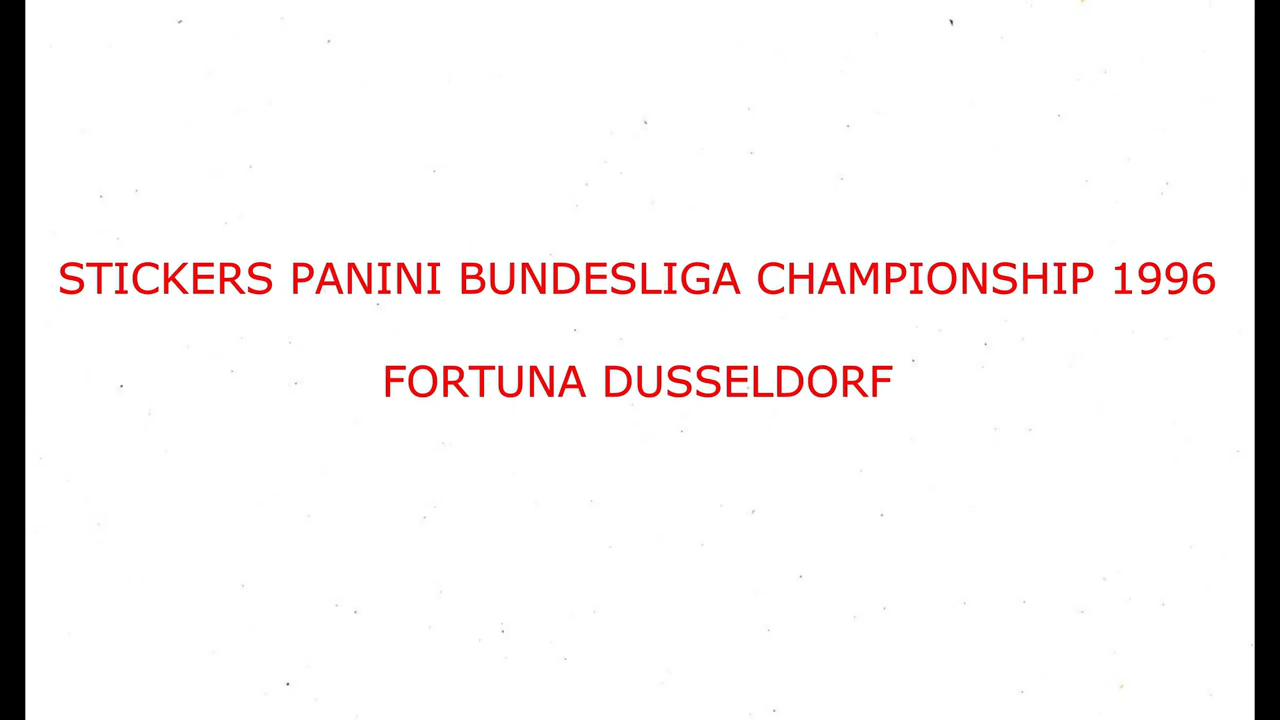 STICKERS PANINI BUNDESLIGA CHAMPIONSHIP 1996
FORTUNA DUSSELDORF